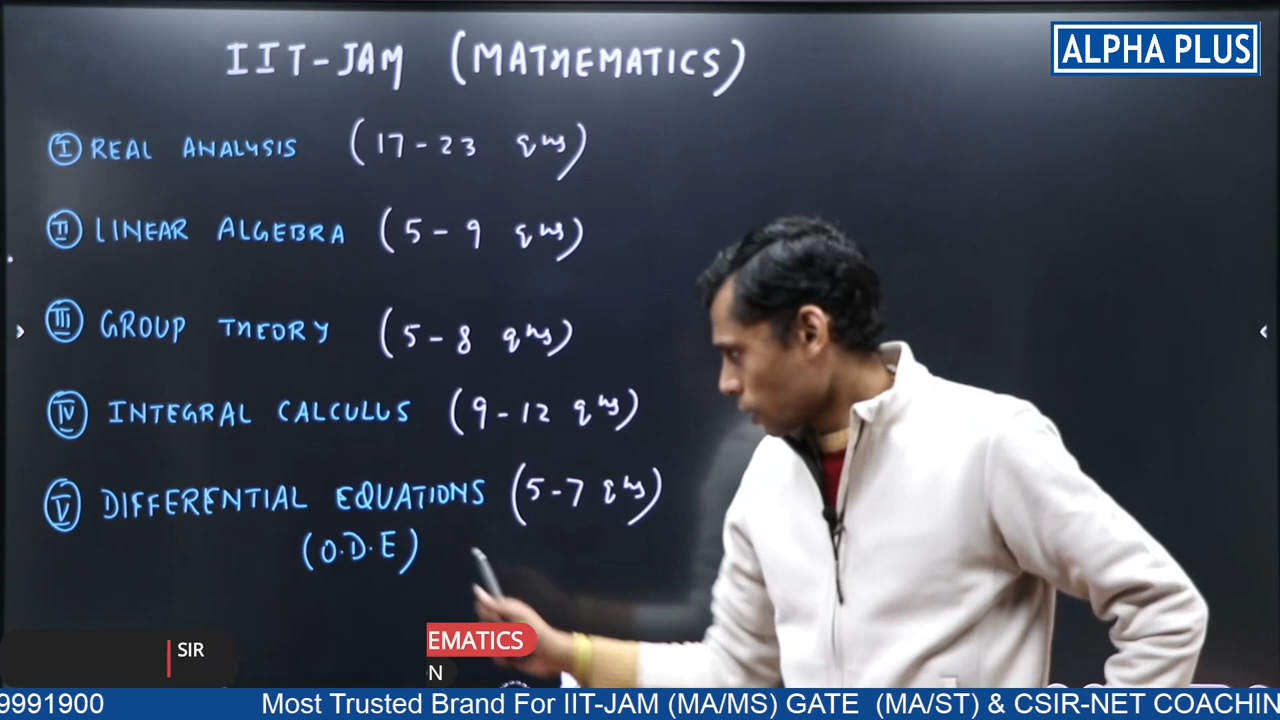 IIT-JAM (MATHEMATICS)
ALPHA PLUS
I REAL ANALYSIS (17-23 qns)
II LINEAR ALGEBRA (5-9 qns)
III GROUP THEORY (5-8 qns)
IV INTEGRAL CALCULUS (9-12 qns)
V DIFFERENTIAL EQUATIONS (5-7 qns)
(O.D.E)
SIR
EMATICS
ON
9991900 Most Trusted Brand For IIT-JAM (MA/MS) GATE (MA/ST) & CSIR-NET COACHIN